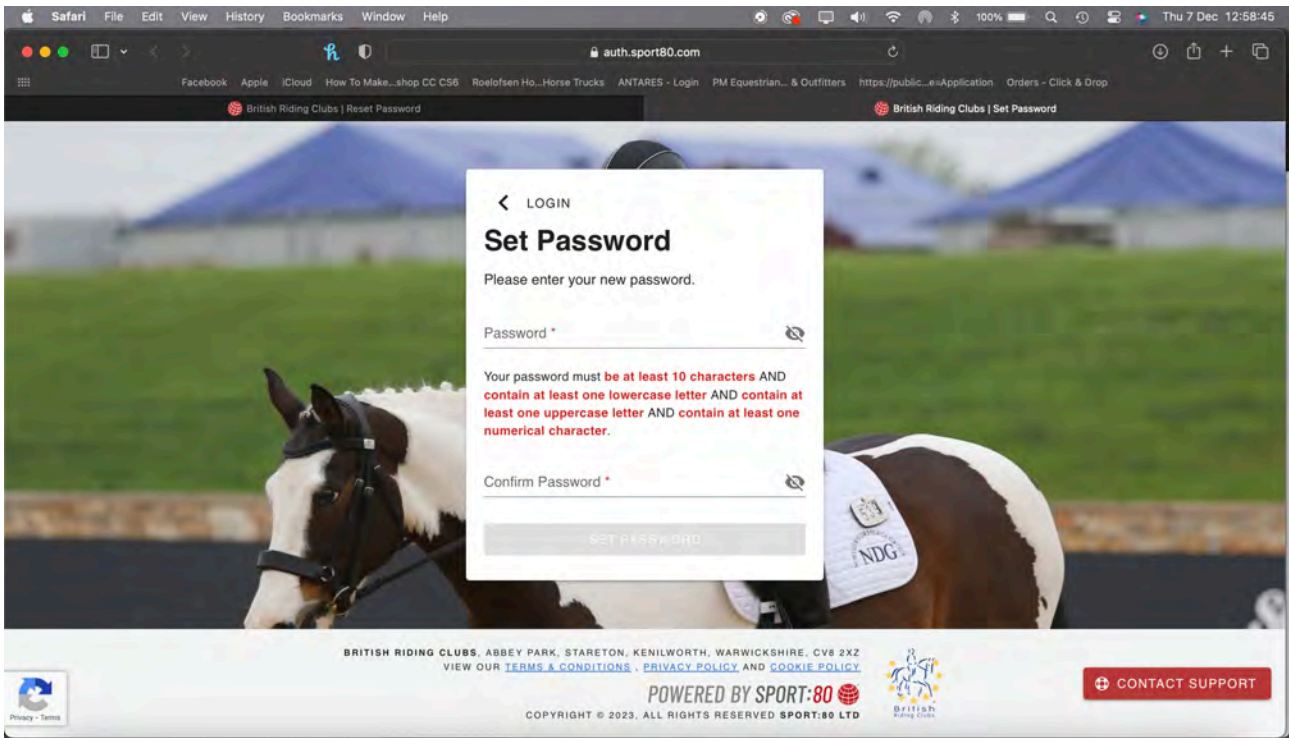 Safari File Edit View History Bookmarks Window Help 100% Thu 7 Dec 12:58:45
auth.sport80.com
Facebook Apple iCloud How To Make...shop CC CS6 Roelofsen Ho...Horse Trucks ANTARES - Login PM Equestrian... & Outfitters https://public...e=Application Orders - Click & Drop
British Riding Clubs | Reset Password British Riding Clubs | Set Password
LOGIN
Set Password
Please enter your new password.
Password *
Your password must be at least 10 characters AND
contain at least one lowercase letter AND contain at
least one uppercase letter AND contain at least one
numerical character.
Confirm Password *
SET PASSWORD
NDG
BRITISH RIDING CLUBS, ABBEY PARK, STARETON, KENILWORTH, WARWICKSHIRE, CV8 2XZ
VIEW OUR TERMS & CONDITIONS , PRIVACY POLICY AND COOKIE POLICY
POWERED BY SPORT:80
COPYRIGHT © 2023, ALL RIGHTS RESERVED SPORT:80 LTD
British
Riding Clubs
CONTACT SUPPORT
Privacy - Terms